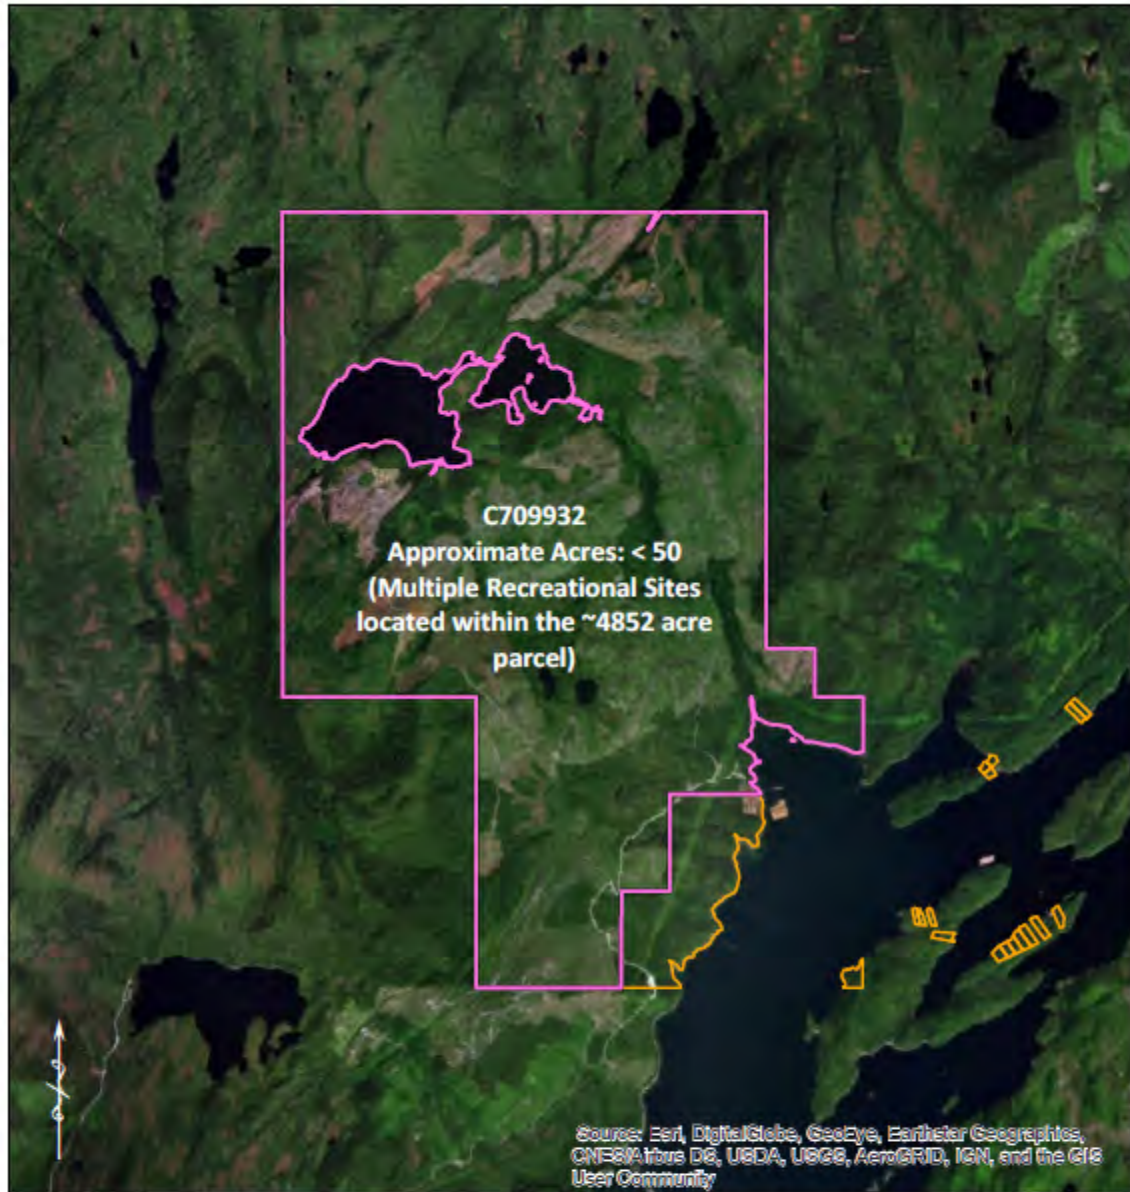 C709932
Approximate Acres: < 50
(Multiple Recreational Sites
located within the ~4852 acre
parcel)
Source: Esri, DigitalGlobe, GeoEye, Earthstar Geographics,
CNES/Airbus DS, USDA, USGS, AeroGRID, IGN, and the GIS
User Community